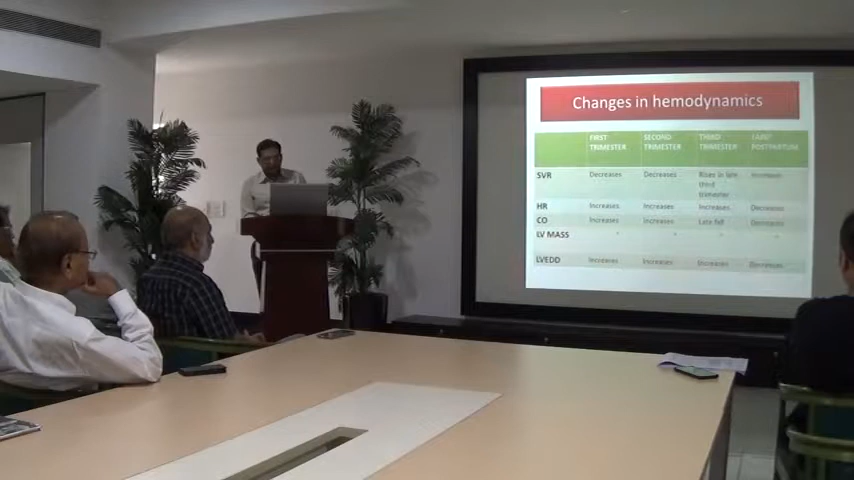 Changes in hemodynamics
FIRST TRIMESTER SECOND TRIMESTER THIRD TRIMESTER EARLY POSTPARTUM
SVR Decreases Decreases Rises in late third trimester Increases
HR Increases Increases Increases Decreases
CO Increases Increases Late fall Decreases
LV MASS
LVEDD Increases Increases Decreases Decreases